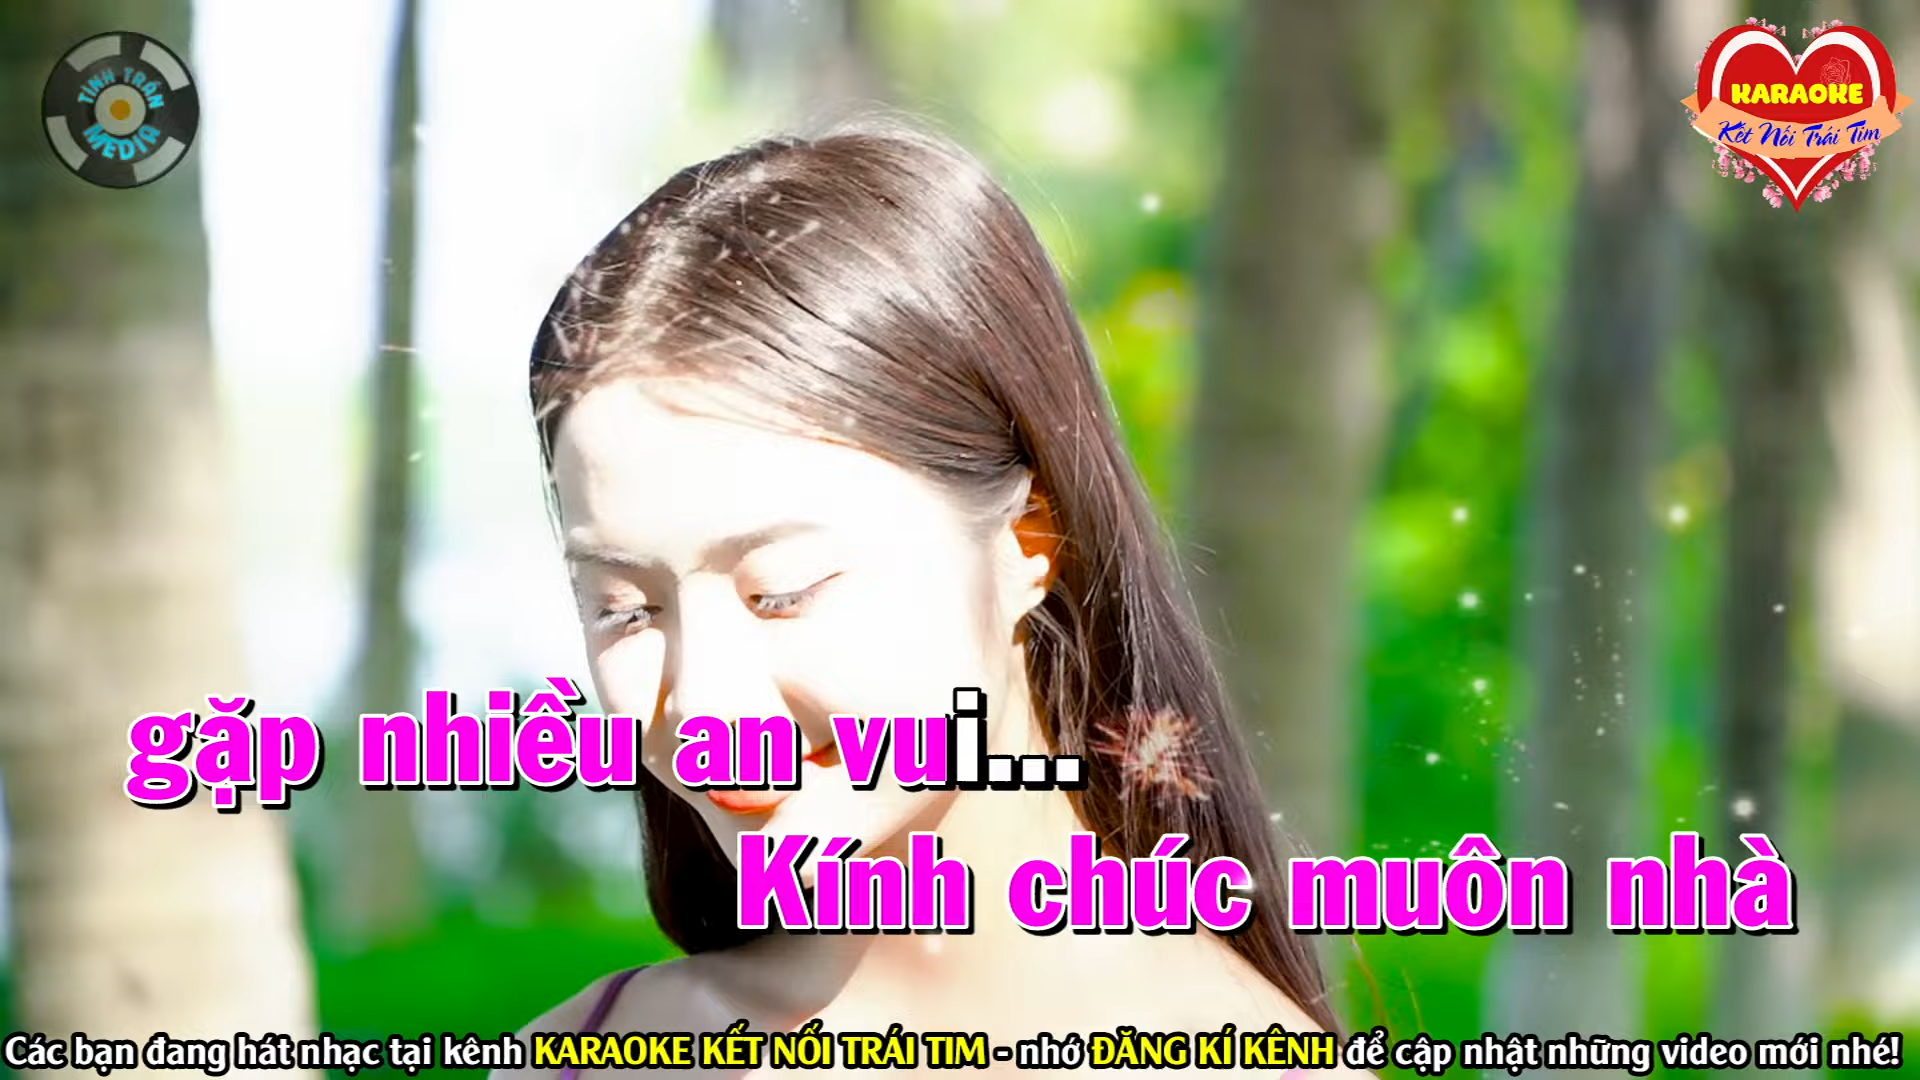 TÌNH TRẦN
MEDIA
KARAOKE
Kết Nối Trái Tim
gặp nhiều an vui...
Kính chúc muôn nhà
Các bạn đang hát nhạc tại kênh KARAOKE KẾT NỐI TRÁI TIM - nhớ ĐĂNG KÍ KÊNH để cập nhật những video mới nhé!